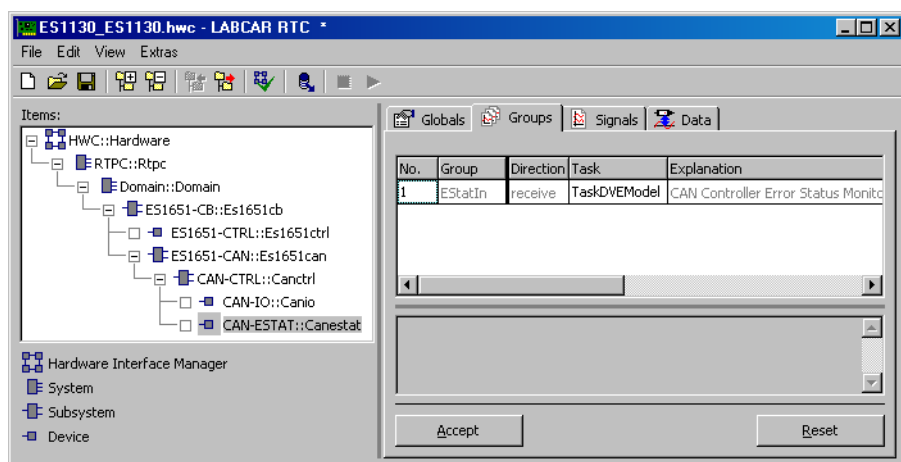 ES1130_ES1130.hwc - LABCAR RTC *
File Edit View Extras
Items:
HWC::Hardware
RTPC::Rtpc
Domain::Domain
ES1651-CB::Es1651cb
ES1651-CTRL::Es1651ctrl
ES1651-CAN::Es1651can
CAN-CTRL::Canctrl
CAN-IO::Canio
CAN-ESTAT::Canestat
Hardware Interface Manager
System
Subsystem
Device
Globals Groups Signals Data
No. Group Direction Task Explanation
1 EStatIn receive TaskDVEModel CAN Controller Error Status Monitc
Accept Reset